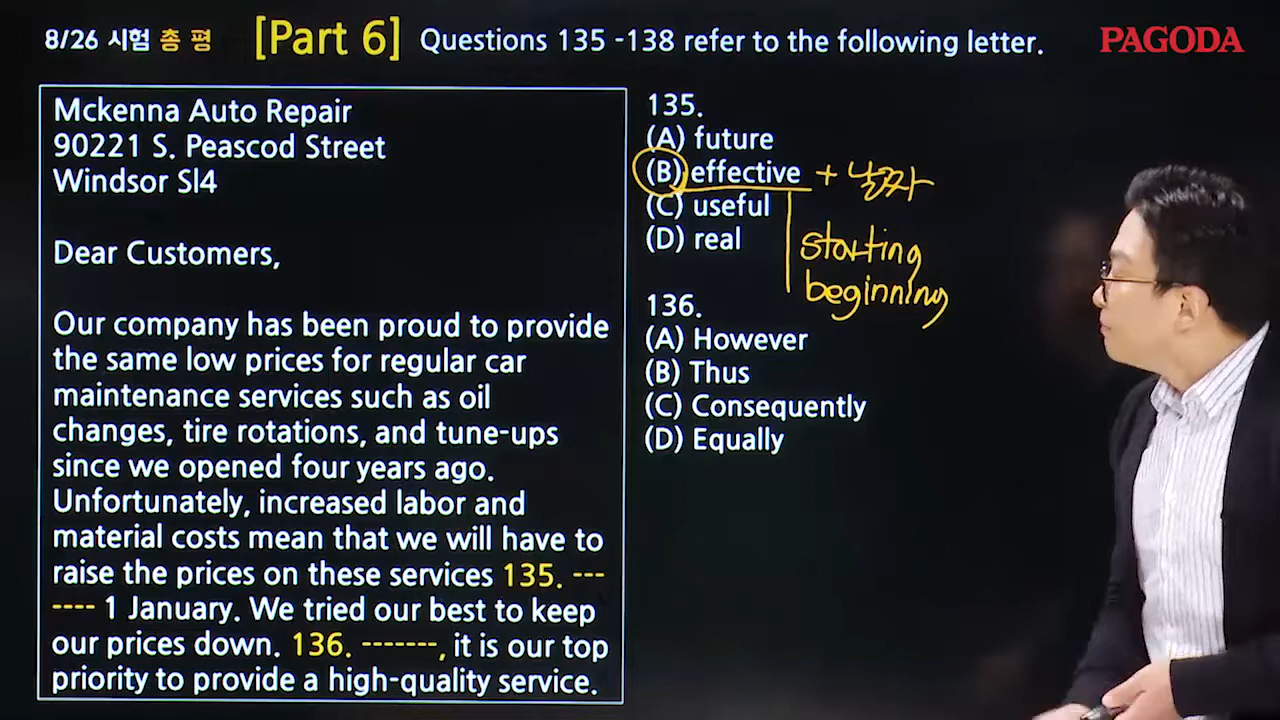 8/26 시험 총 평 [Part 6] Questions 135 -138 refer to the following letter.
PAGODA
Mckenna Auto Repair
90221 S. Peascod Street
Windsor Sl4
Dear Customers,
Our company has been proud to provide
the same low prices for regular car
maintenance services such as oil
changes, tire rotations, and tune-ups
since we opened four years ago.
Unfortunately, increased labor and
material costs mean that we will have to
raise the prices on these services 135. ---
---- 1 January. We tried our best to keep
our prices down. 136. -------, it is our top
priority to provide a high-quality service.
135.
(A) future
(B) effective + 날짜
(C) useful
(D) real
starting
beginning
136.
(A) However
(B) Thus
(C) Consequently
(D) Equally